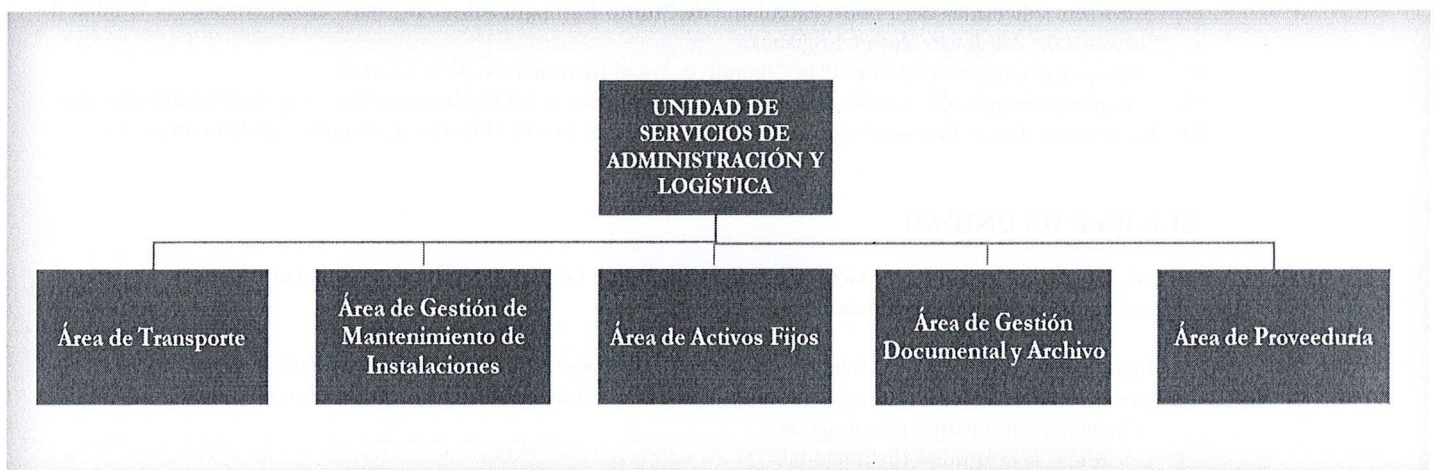 UNIDAD DE
SERVICIOS DE
ADMINISTRACIÓN Y
LOGÍSTICA
Área de Transporte
Área de Gestión de
Mantenimiento de
Instalaciones
Área de Activos Fijos
Área de Gestión
Documental y Archivo
Área de Proveeduría